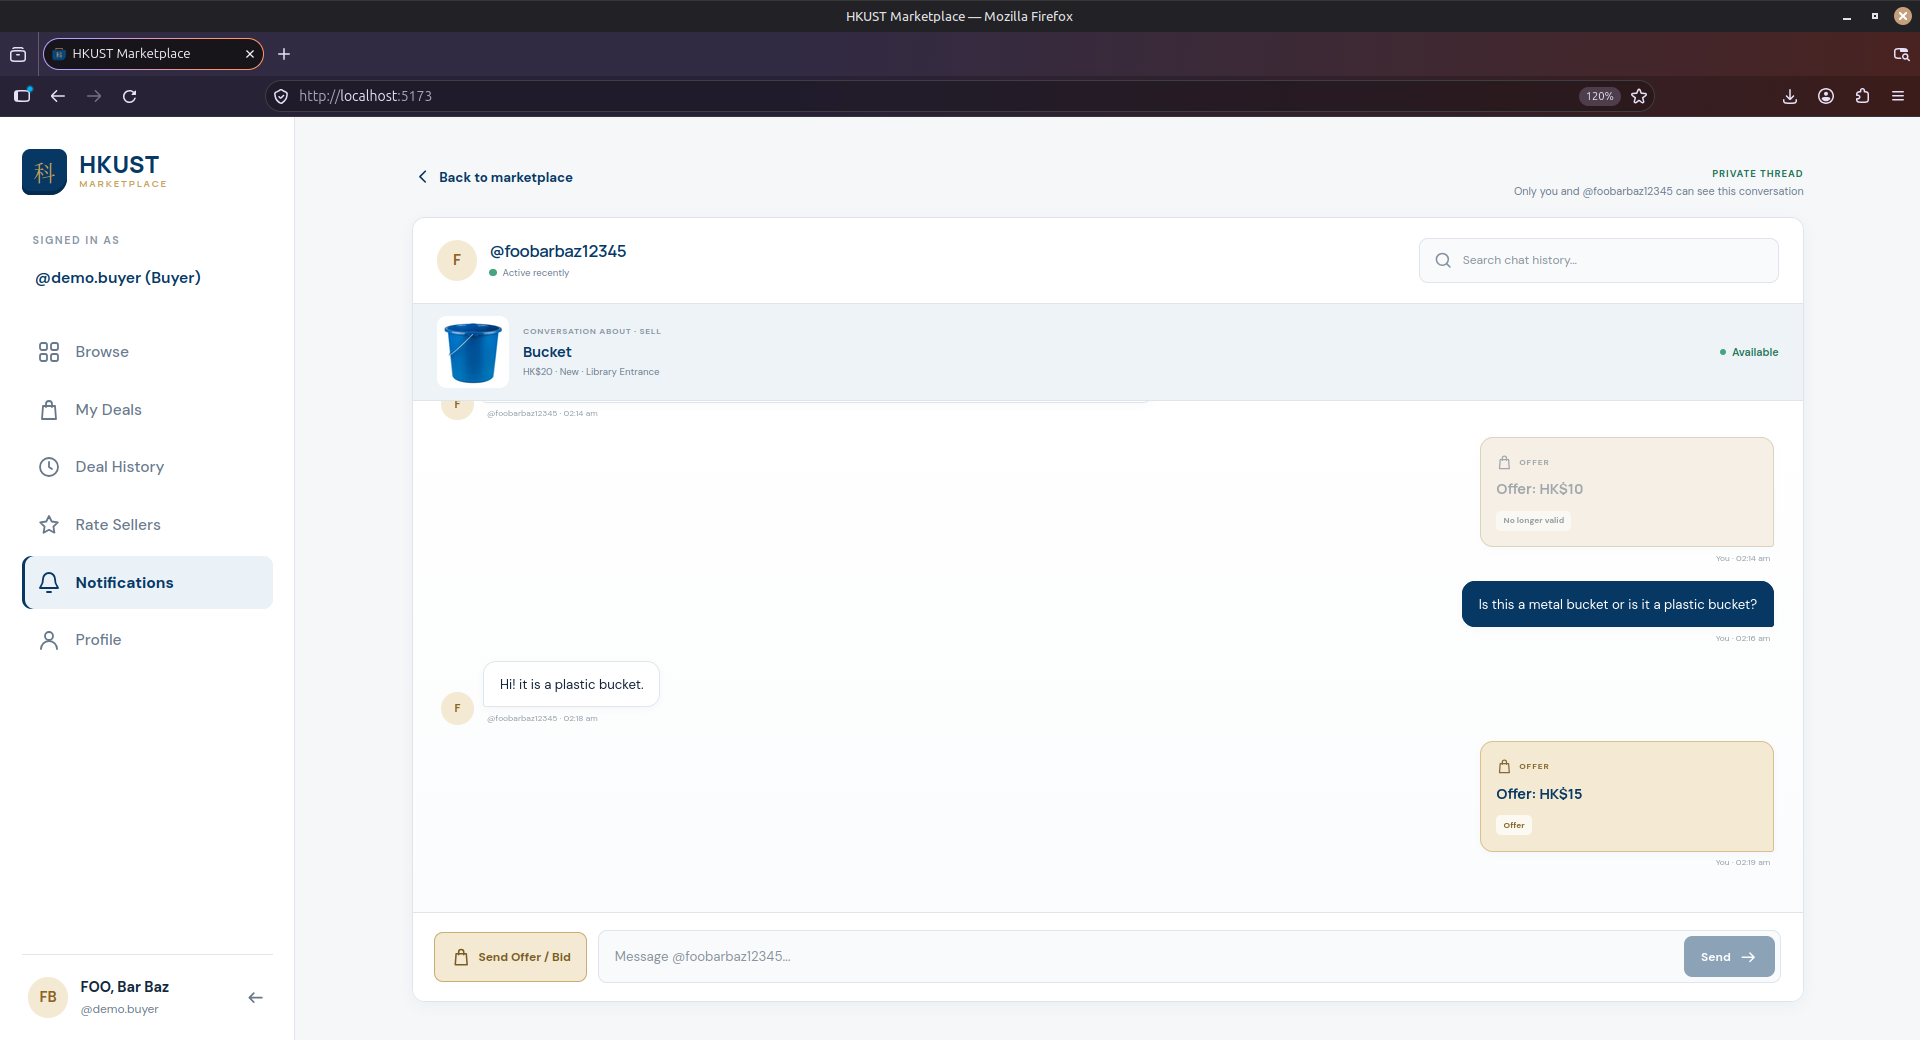 HKUST Marketplace — Mozilla Firefox
HKUST Marketplace
http://localhost:5173
120%
科
HKUST
MARKETPLACE
SIGNED IN AS
@demo.buyer (Buyer)
Browse
My Deals
Deal History
Rate Sellers
Notifications
Profile
FB
FOO, Bar Baz
@demo.buyer
Back to marketplace
PRIVATE THREAD
Only you and @foobarbaz12345 can see this conversation
F
@foobarbaz12345
Active recently
Search chat history...
CONVERSATION ABOUT · SELL
Bucket
HK$20 · New · Library Entrance
Available
F
@foobarbaz12345 · 02:14 am
OFFER
Offer: HK$10
No longer valid
You · 02:14 am
Is this a metal bucket or is it a plastic bucket?
You · 02:16 am
Hi! it is a plastic bucket.
F
@foobarbaz12345 · 02:18 am
OFFER
Offer: HK$15
Offer
You · 02:19 am
Send Offer / Bid
Message @foobarbaz12345...
Send